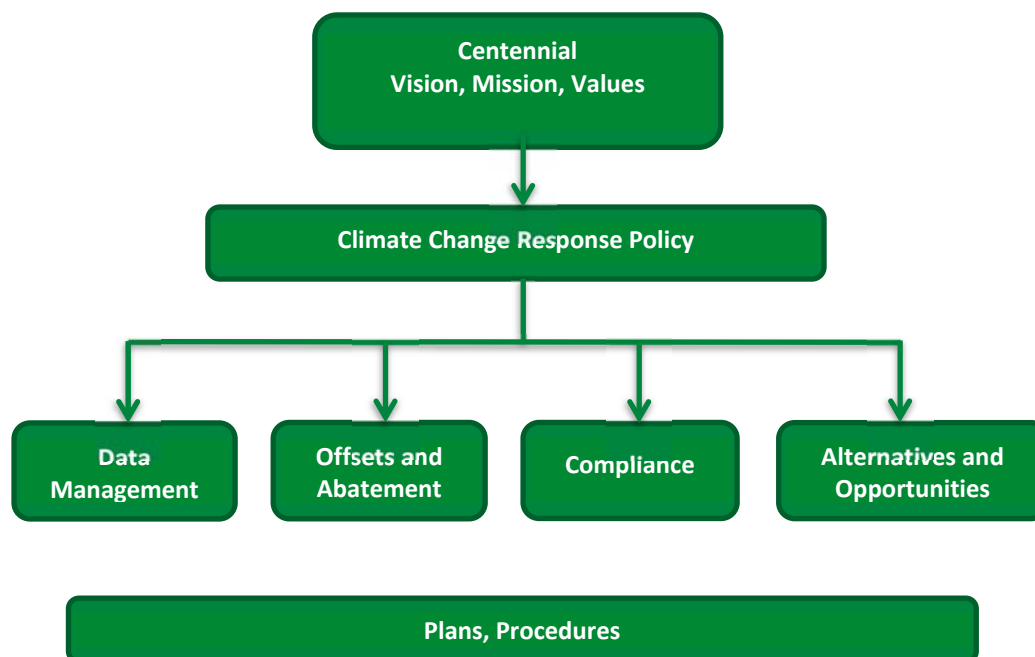 Centennial
Vision, Mission, Values
Climate Change Response Policy
Data
Management
Offsets and
Abatement
Compliance
Alternatives and
Opportunities
Plans, Procedures